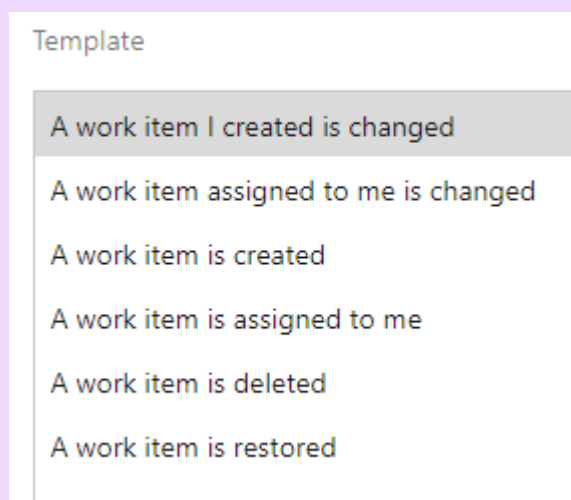 Template
A work item I created is changed
A work item assigned to me is changed
A work item is created
A work item is assigned to me
A work item is deleted
A work item is restored